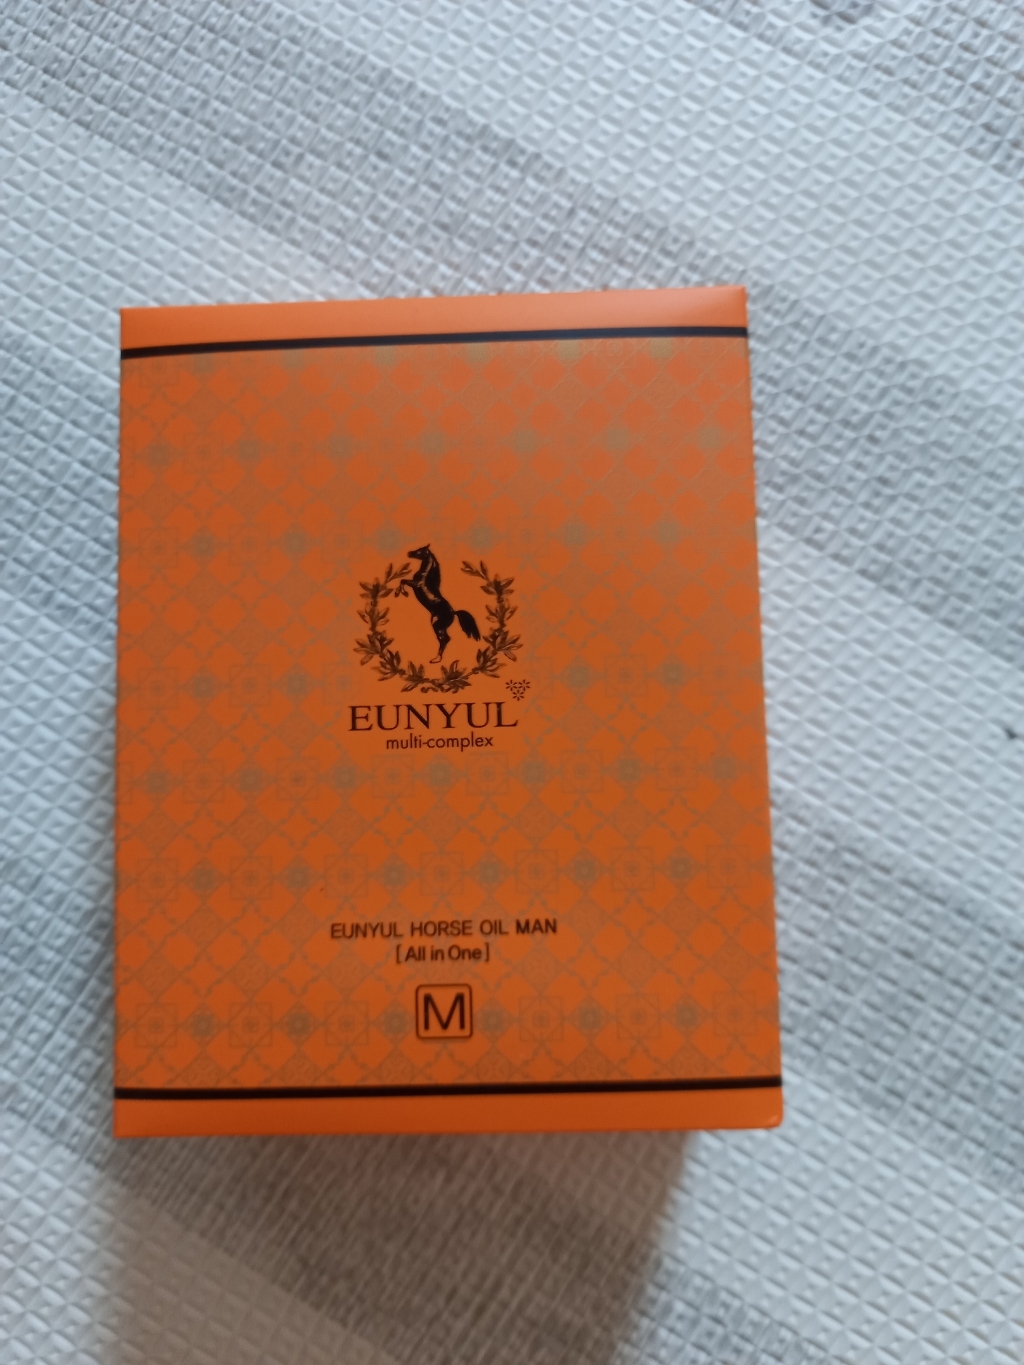 EUNYUL
multi-complex
EUNYUL HORSE OIL MAN
[All in One]
M